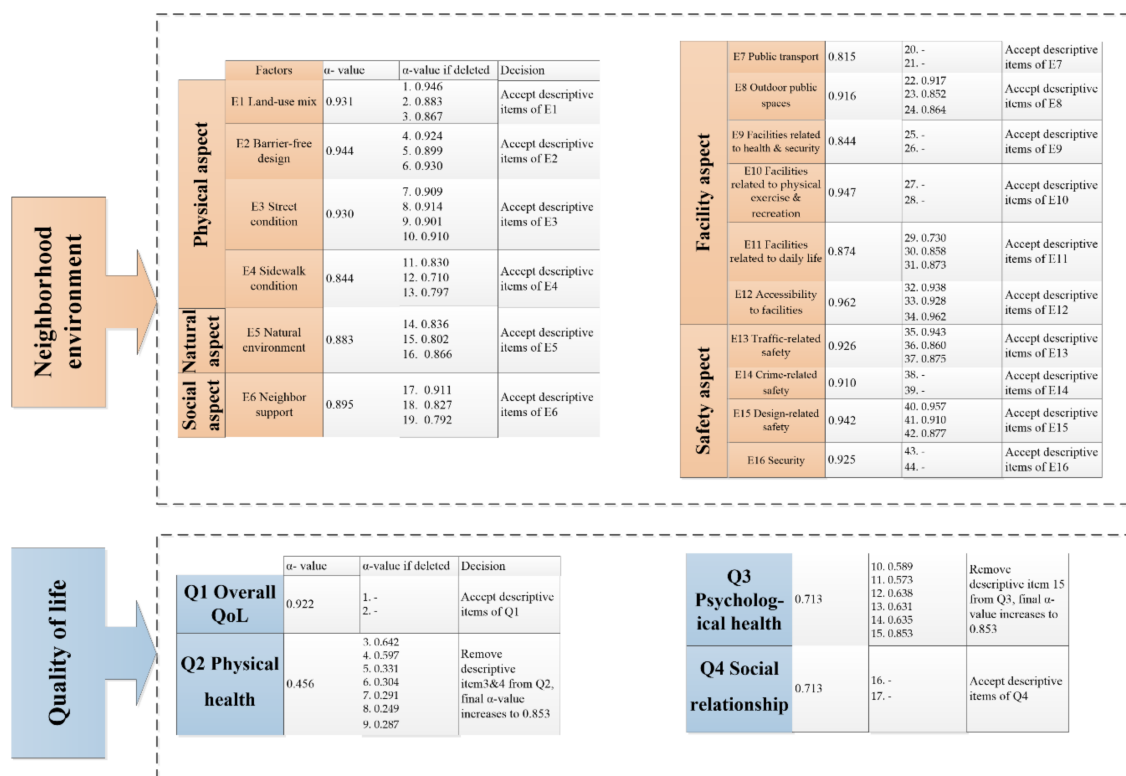 Neighborhood
environment
Factors α- value α-value if deleted Decision
Physical aspect
E1 Land-use mix 0.931
1. 0.946
2. 0.883
3. 0.867
Accept descriptive
items of E1
E2 Barrier-free
design
0.944
4. 0.924
5. 0.899
6. 0.930
Accept descriptive
items of E2
E3 Street
condition
0.930
7. 0.909
8. 0.914
9. 0.901
10. 0.910
Accept descriptive
items of E3
E4 Sidewalk
condition
0.844
11. 0.830
12. 0.710
13. 0.797
Accept descriptive
items of E4
Natural
aspect
E5 Natural
environment
0.883
14. 0.836
15. 0.802
16. 0.866
Accept descriptive
items of E5
Social
aspect
E6 Neighbor
support
0.895
17. 0.911
18. 0.827
19. 0.792
Accept descriptive
items of E6
Facility aspect
E7 Public transport 0.815
20. -
21. -
Accept descriptive
items of E7
E8 Outdoor public
spaces
0.916
22. 0.917
23. 0.852
24. 0.864
Accept descriptive
items of E8
E9 Facilities related
to health & security
0.844
25. -
26. -
Accept descriptive
items of E9
E10 Facilities
related to physical
exercise &
recreation
0.947
27. -
28. -
Accept descriptive
items of E10
E11 Facilities
related to daily life
0.874
29. 0.730
30. 0.858
31. 0.873
Accept descriptive
items of E11
E12 Accessibility
to facilities
0.962
32. 0.938
33. 0.928
34. 0.962
Accept descriptive
items of E12
Safety aspect
E13 Traffic-related
safety
0.926
35. 0.943
36. 0.860
37. 0.875
Accept descriptive
items of E13
E14 Crime-related
safety
0.910
38. -
39. -
Accept descriptive
items of E14
E15 Design-related
safety
0.942
40. 0.957
41. 0.910
42. 0.877
Accept descriptive
items of E15
E16 Security 0.925
43. -
44. -
Accept descriptive
items of E16
Quality of life
α- value α-value if deleted Decision
Q1 Overall
QoL
0.922
1. -
2. -
Accept descriptive
items of Q1
Q2 Physical
health
0.456
3. 0.642
4. 0.597
5. 0.331
6. 0.304
7. 0.291
8. 0.249
9. 0.287
Remove
descriptive
item3&4 from Q2,
final α-value
increases to 0.853
Q3
Psycholog-
ical health
0.713
10. 0.589
11. 0.573
12. 0.638
13. 0.631
14. 0.635
15. 0.853
Remove
descriptive item 15
from Q3, final α-
value increases to
0.853
Q4 Social
relationship
0.713
16. -
17. -
Accept descriptive
items of Q4